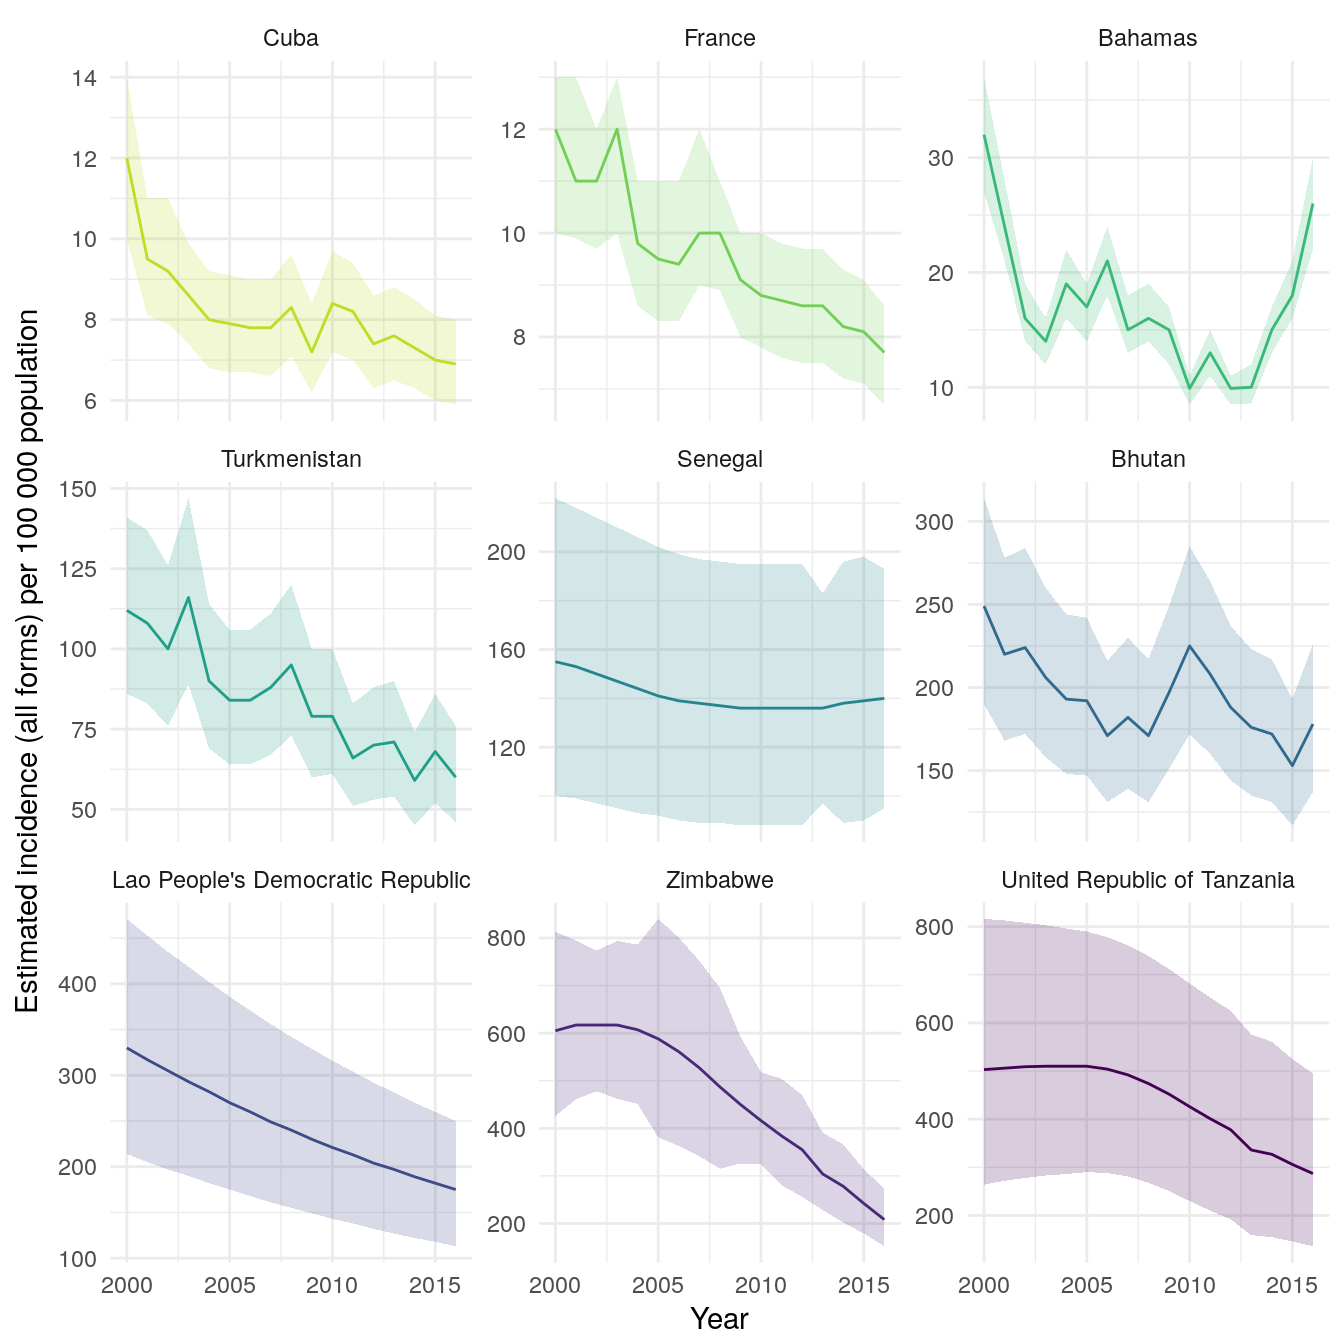 Cuba
France
Bahamas
14
12
10
8
6
12
10
8
30
20
10
Turkmenistan
Senegal
Bhutan
150
125
100
75
50
200
160
120
300
250
200
150
Lao People's Democratic Republic
Zimbabwe
United Republic of Tanzania
400
300
200
100
800
600
400
200
800
600
400
200
2000 2005 2010 2015
2000 2005 2010 2015
2000 2005 2010 2015
Year
Estimated incidence (all forms) per 100 000 population